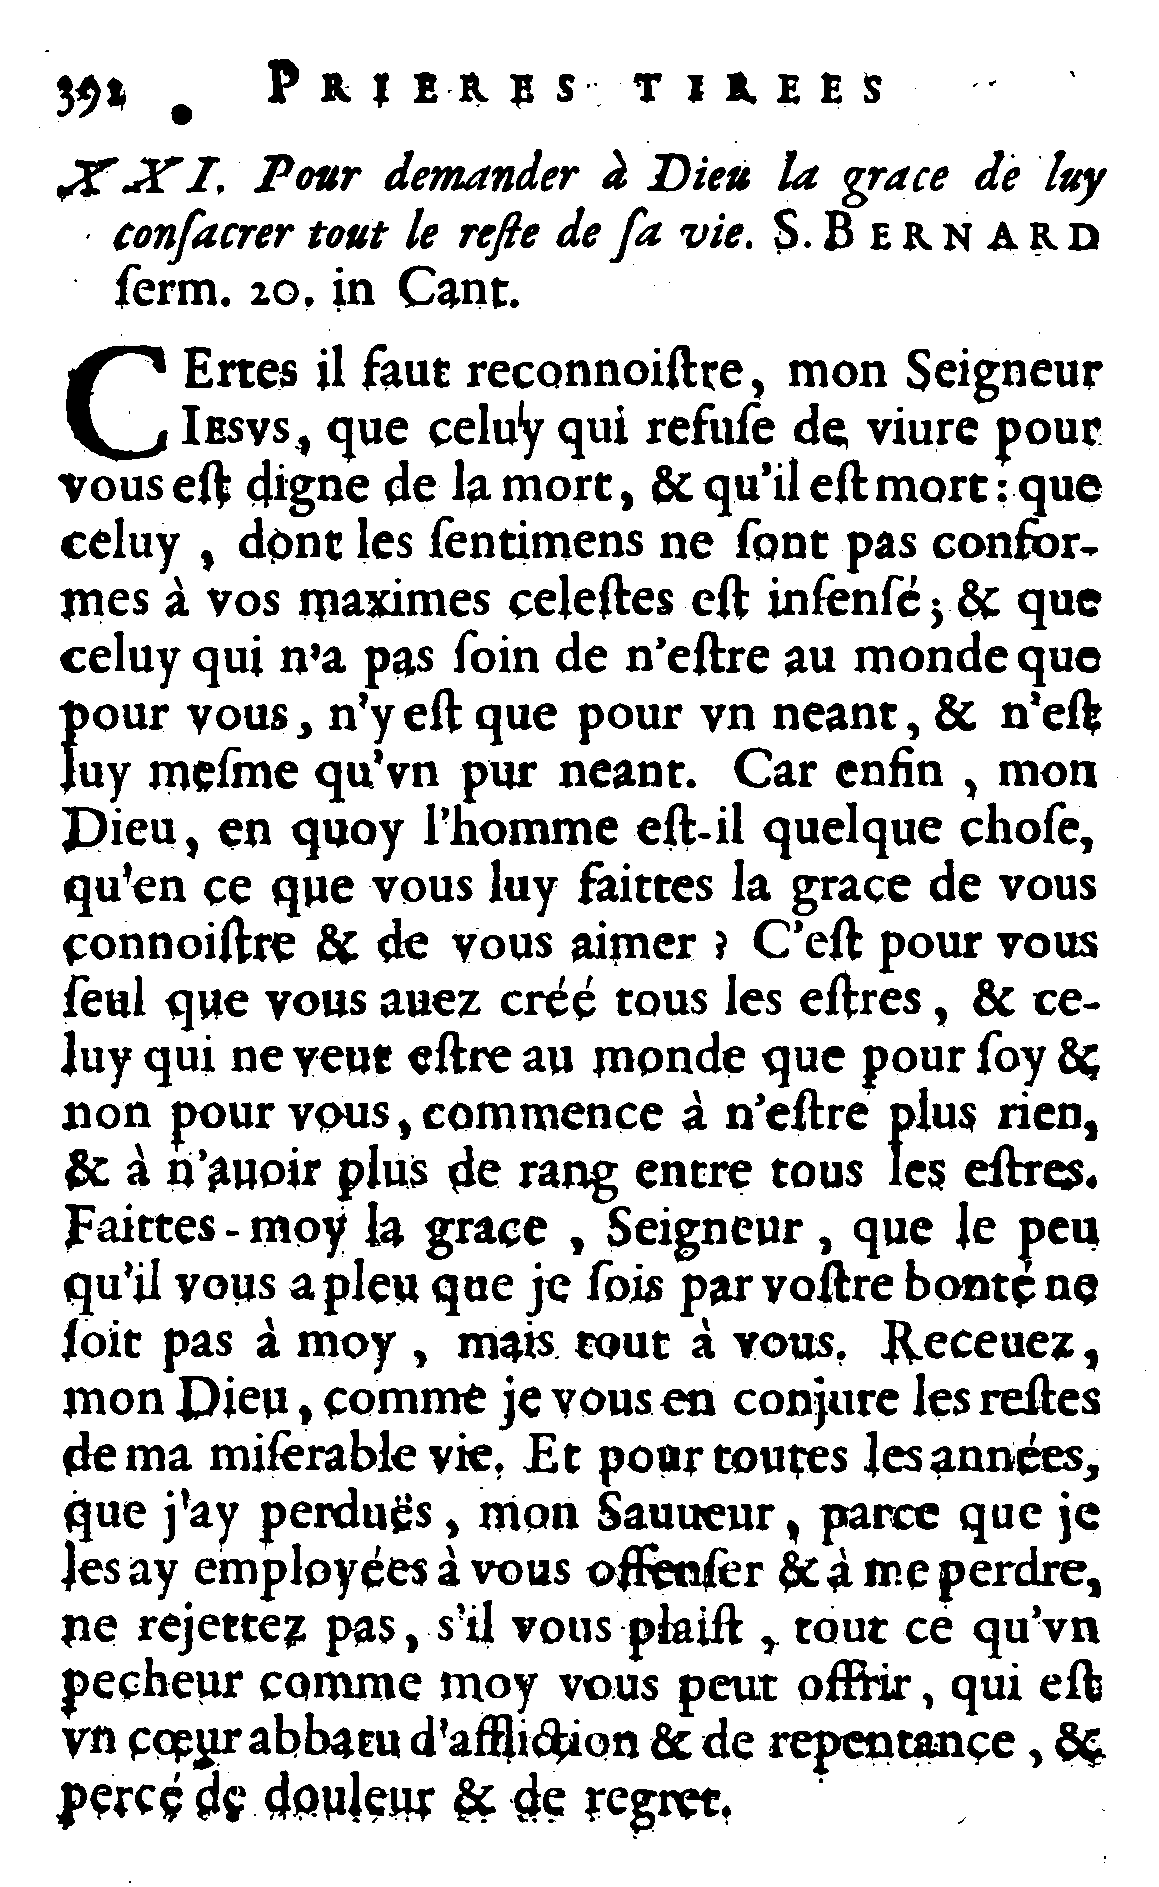 392 PRIERES TIREES
XXI. Pour demander à Dieu la grace de luy
conſacrer tout le reſte de ſa vie. S. BERNARD
ſerm. 20. in Cant.
CErtes il faut reconnoiſtre, mon Seigneur
IESVS, que celuy qui refuſe de viure pour
vous eſt digne de la mort, & qu'il eſt mort : que
celuy , dont les ſentimens ne ſont pas confor-
mes à vos maximes celeſtes eſt inſenſé ; & que
celuy qui n'a pas ſoin de n'eſtre au monde que
pour vous, n'y eſt que pour vn neant, & n'eſt
luy meſme qu'vn pur neant. Car enfin , mon
Dieu, en quoy l'homme eſt-il quelque choſe,
qu'en ce que vous luy faittes la grace de vous
connoiſtre & de vous aimer ? C'eſt pour vous
ſeul que vous auez créé tous les eſtres, & ce-
luy qui ne veut eſtre au monde que pour ſoy &
non pour vous, commence à n'eſtre plus rien,
& à n'auoir plus de rang entre tous les eſtres.
Faittes-moy la grace , Seigneur , que le peu
qu'il vous a pleu que je ſois par voſtre bonté ne
ſoit pas à moy , mais tout à vous. Receuez,
mon Dieu, comme je vous en conjure les reſtes
de ma miſerable vie. Et pour toutes les années,
que j'ay perduës, mon Sauueur, parce que je
les ay employées à vous offenſer & à me perdre,
ne rejettez pas, s'il vous plaiſt , tout ce qu'vn
pecheur comme moy vous peut offrir, qui eſt
vn cœur abbatu d'affliction & de repentance, &
percé de douleur & de regret.